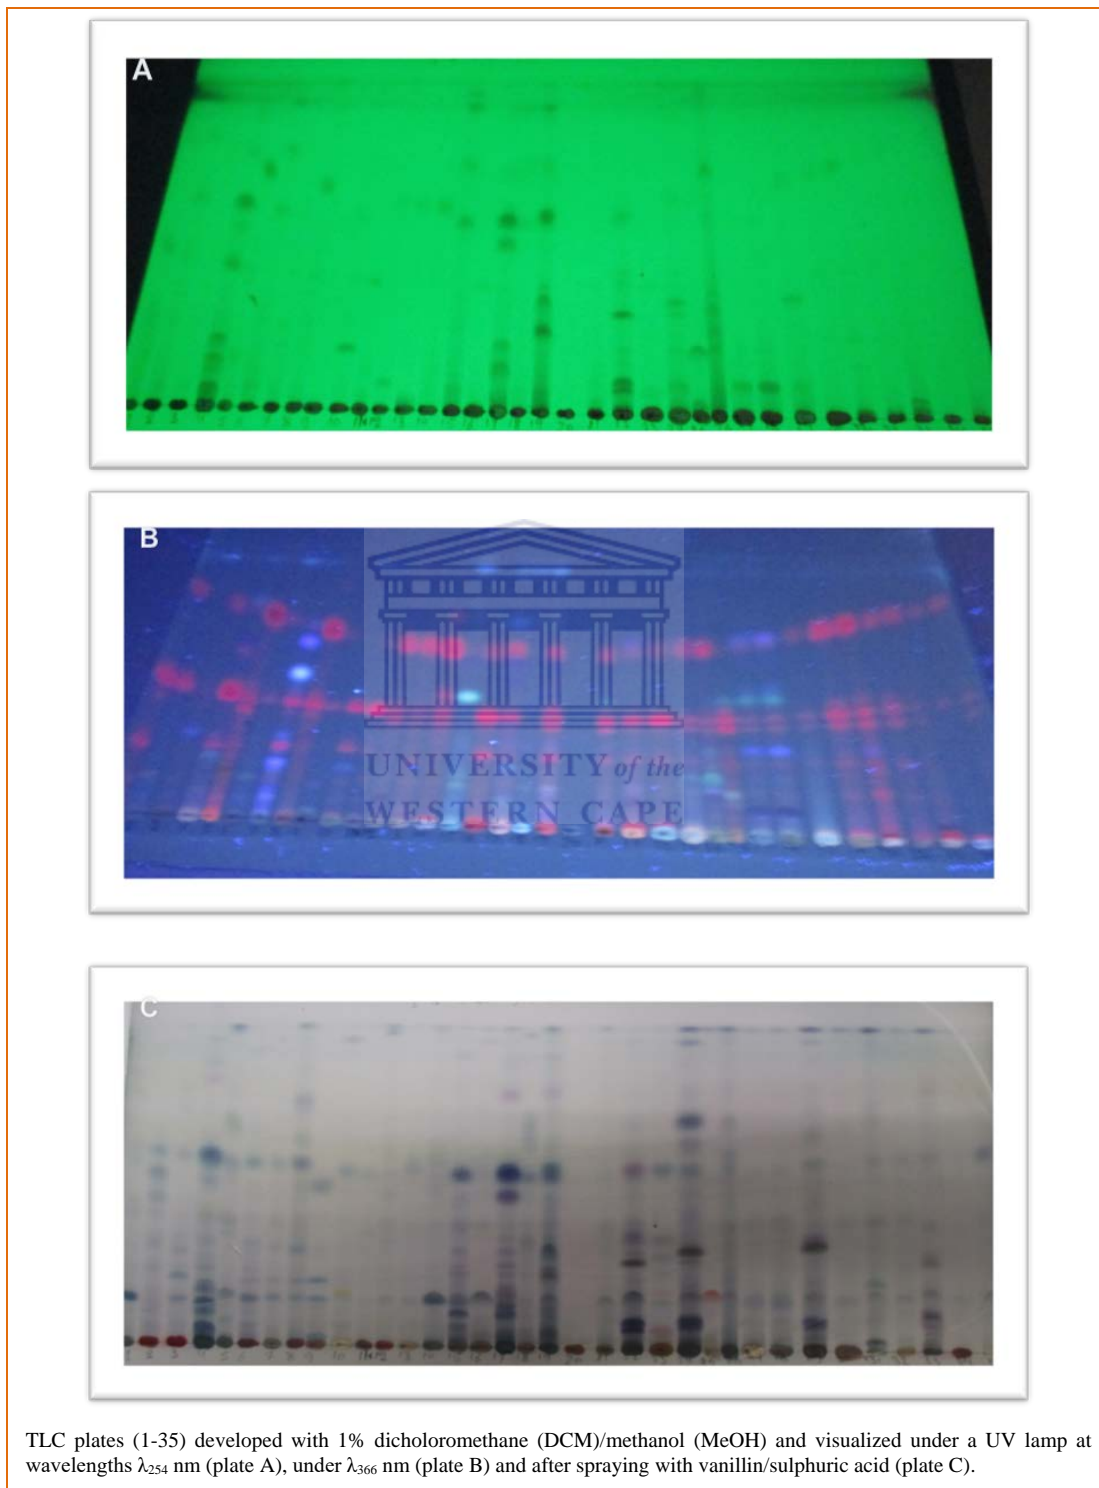 A
B
UNIVERSITY of the
WESTERN CAPE
C
TLC plates (1-35) developed with 1% dicholoromethane (DCM)/methanol (MeOH) and visualized under a UV lamp at
wavelengths λ254 nm (plate A), under λ366 nm (plate B) and after spraying with vanillin/sulphuric acid (plate C).